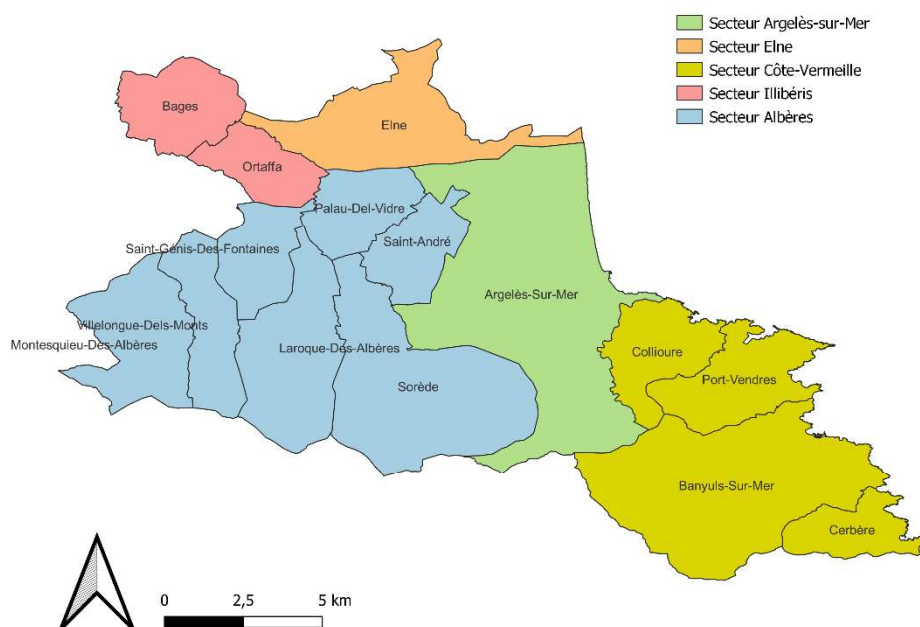 Secteur Argelès-sur-Mer
Secteur Elne
Secteur Côte-Vermeille
Secteur Illibéris
Secteur Albères
Bages
Elne
Ortaffa
Palau-Del-Vidre
Saint-Génis-Des-Fontaines
Saint-André
Argelès-Sur-Mer
Villelongue-Dels-Monts
Montesquieu-Des-Albères
Laroque-Des-Albères
Collioure
Port-Vendres
Sorède
Banyuls-Sur-Mer
Cerbère
0 2,5 5 km